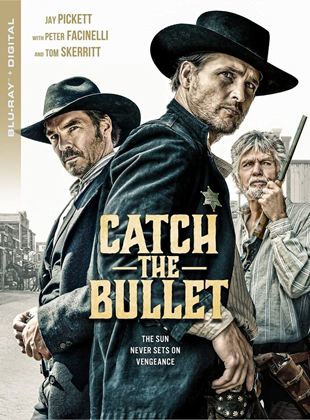 BLU-RAY + DIGITAL
JAY PICKETT
WITH PETER FACINELLI
AND TOM SKERRITT
CATCH
THE
BULLET
THE SUN
NEVER SETS ON
VENGEANCE